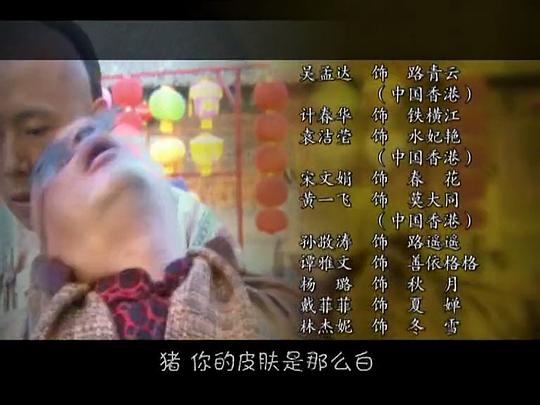 吴孟达 饰 路青云
（中国香港）
计春华 饰 铁横江
袁洁莹 饰 水妃艳
（中国香港）
宋文娟 饰 春 花
黄一飞 饰 莫大问
（中国香港）
孙敬涛 饰 路遥遥
谭雅文 饰 善依格格
杨 璐 饰 秋 月
戴菲菲 饰 夏 婵
林杰妮 饰 冬 雪
猪 你的皮肤是那么白